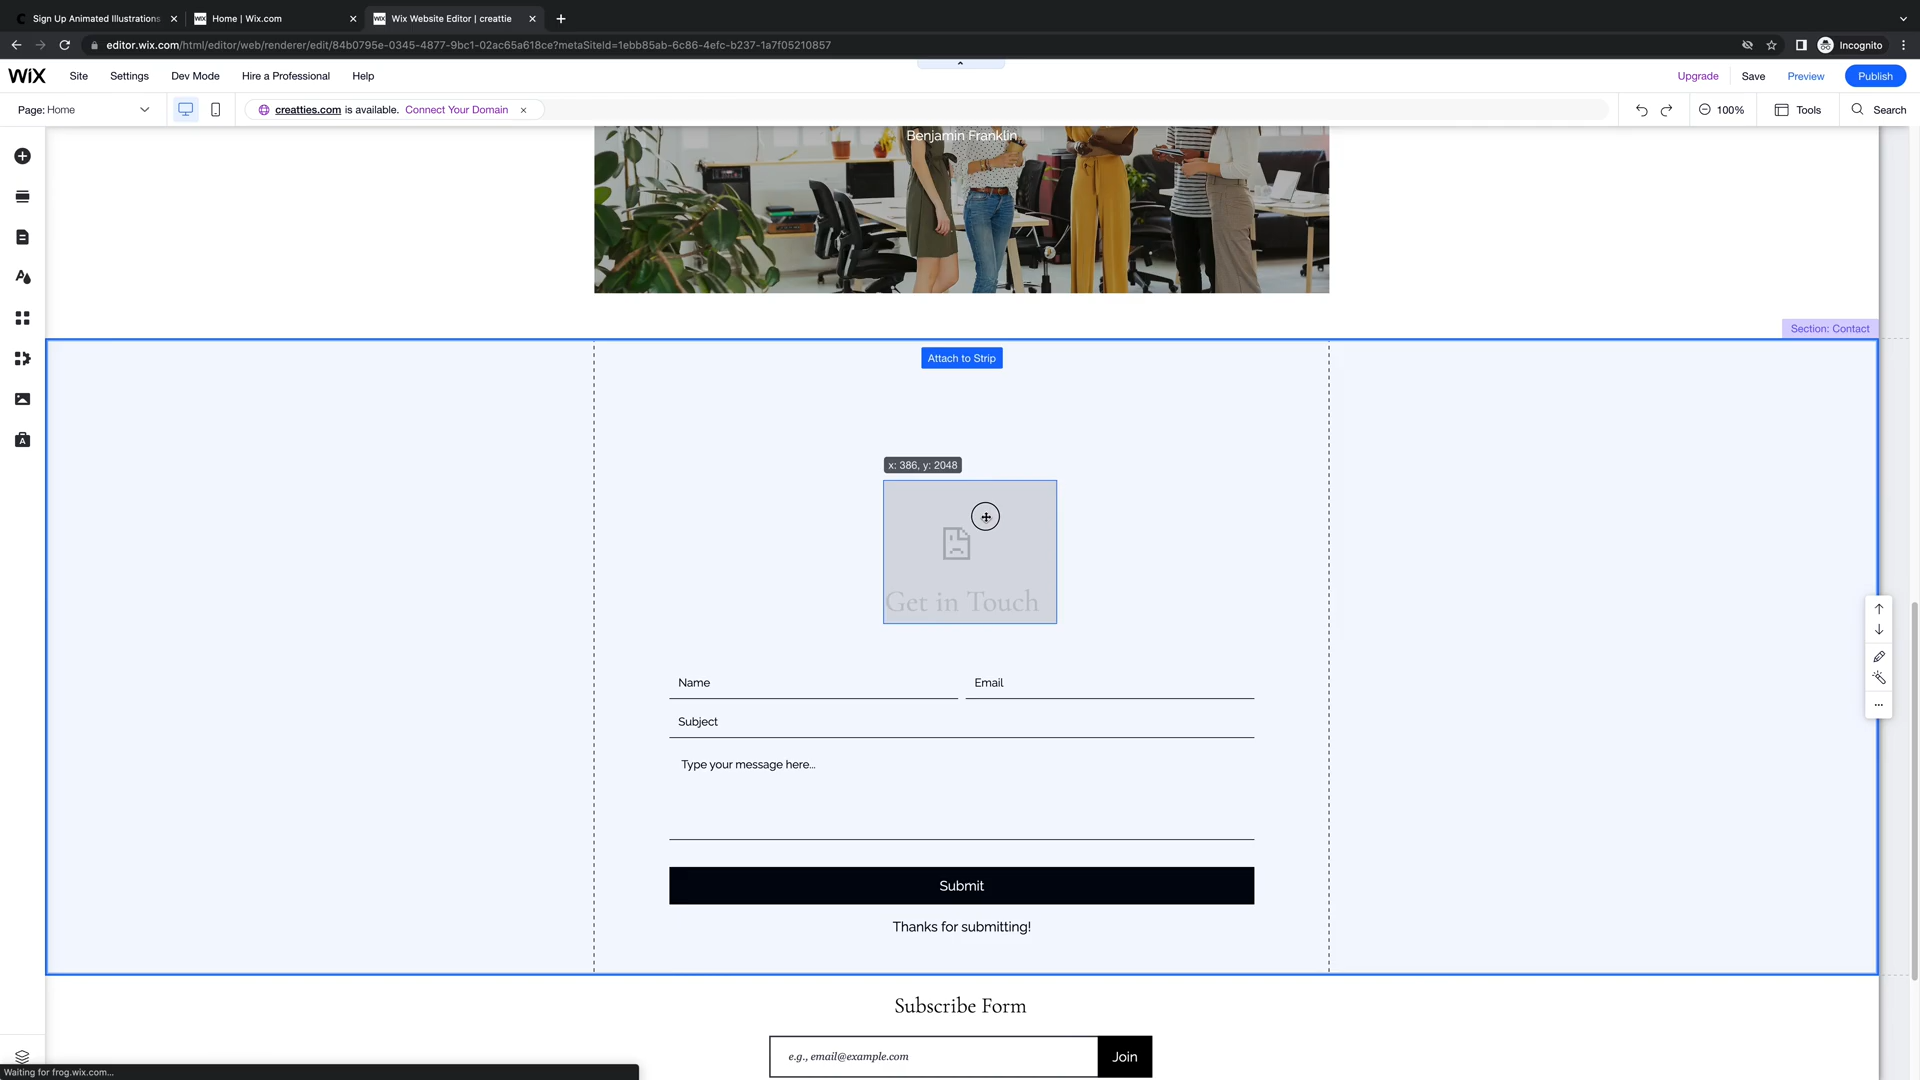 Sign Up Animated Illustrations
Home | Wix.com
Wix Website Editor | creattie
editor.wix.com/html/editor/web/renderer/edit/84b0795e-0345-4877-9bc1-02ac65a618ce?metaSiteId=1ebb85ab-6c86-4efc-b237-1a7f05210857
Incognito
WiX Site Settings Dev Mode Hire a Professional Help
Upgrade Save Preview Publish
Page: Home
creatties.com is available. Connect Your Domain
100% Tools Search
Benjamin Franklin
Section: Contact
Attach to Strip
x: 386, y: 2048
Get in Touch
Name Email
Subject
Type your message here...
Submit
Thanks for submitting!
Subscribe Form
e.g., email@example.com Join
Waiting for frog.wix.com...